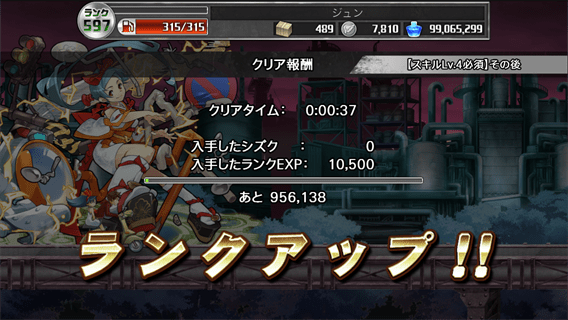 ランク
597
315/315
ジュン
489
7,810
99,065,299
クリア報酬
【スキルLv.4必須】その後
クリアタイム： 0:00:37
入手したシズク ： 0
入手したランクEXP： 10,500
あと 956,138
ランクアップ!!